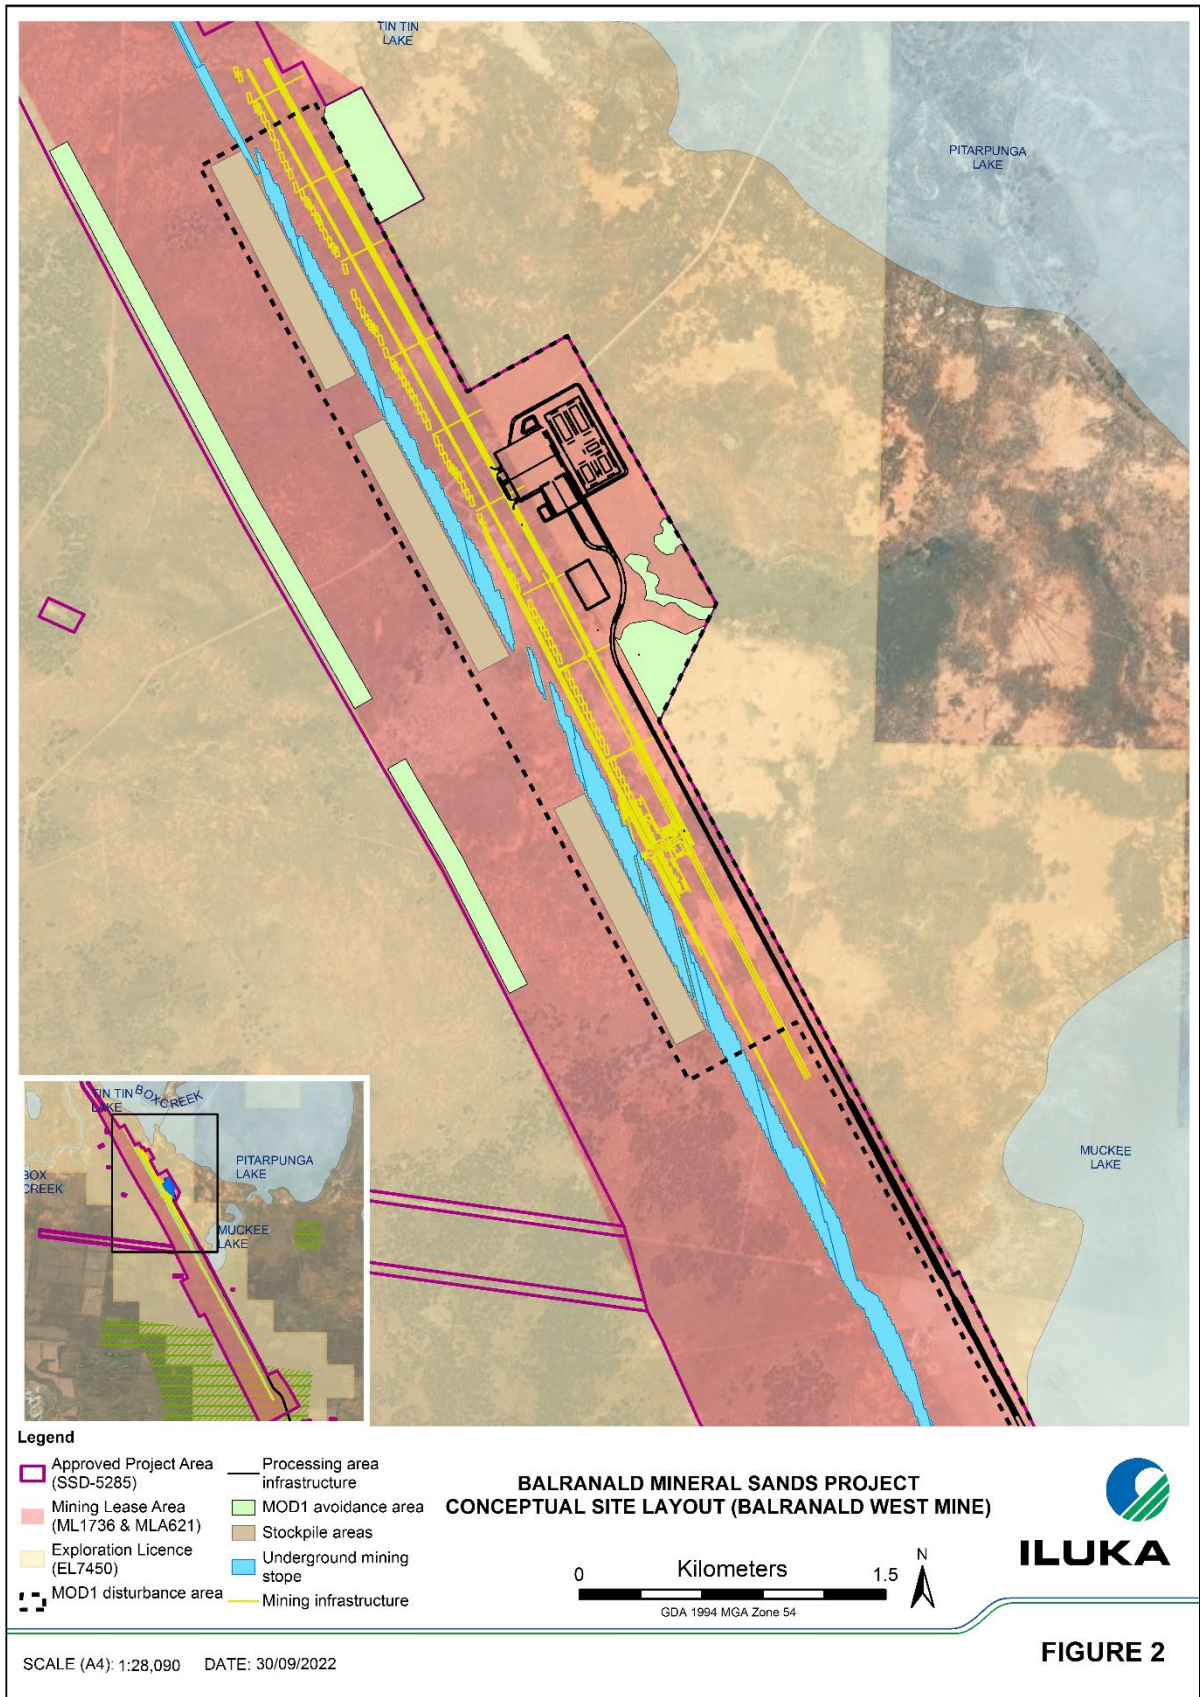 TIN TIN
LAKE
PITARPUNGA
LAKE
MUCKEE
LAKE
TIN TIN
LAKE
BOXCREEK
BOX
CREEK
PITARPUNGA
LAKE
MUCKEE
LAKE
Legend
Approved Project Area
(SSD-5285)
Mining Lease Area
(ML1736 & MLA621)
Exploration Licence
(EL7450)
MOD1 disturbance area
Processing area
infrastructure
MOD1 avoidance area
Stockpile areas
Underground mining
stope
Mining infrastructure
BALRANALD MINERAL SANDS PROJECT
CONCEPTUAL SITE LAYOUT (BALRANALD WEST MINE)
0 Kilometers 1.5
GDA 1994 MGA Zone 54
N
ILUKA
SCALE (A4): 1:28,090 DATE: 30/09/2022
FIGURE 2